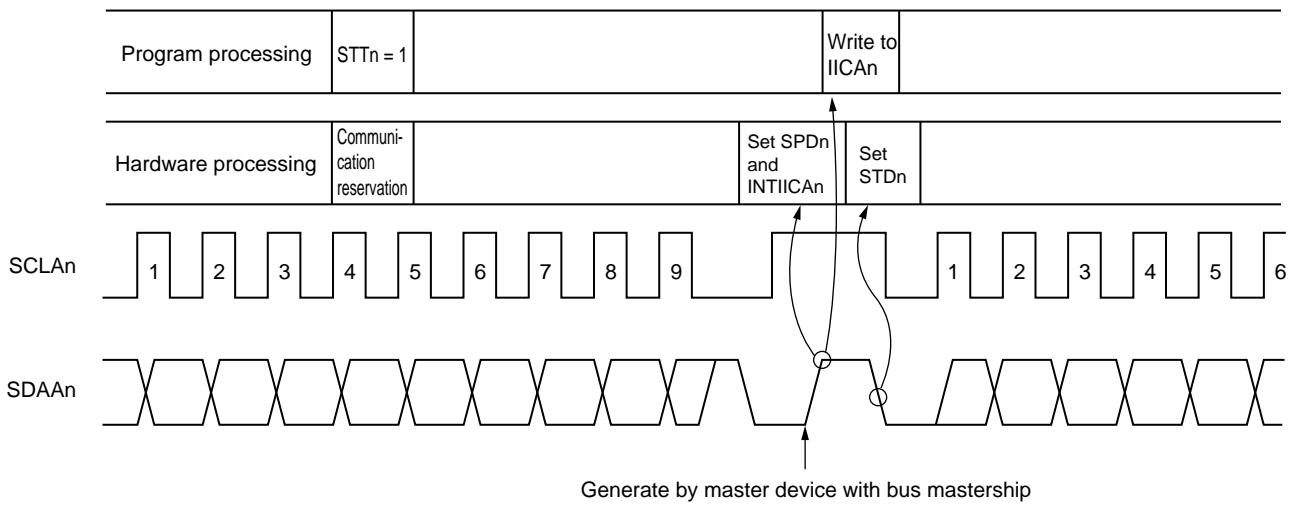 Program processing
STTn = 1
Write to
IICAn
Hardware processing
Communi-
cation
reservation
Set SPDn
and
INTIICAn
Set
STDn
SCLAn
1 2 3 4 5 6 7 8 9 1 2 3 4 5 6
SDAAn
Generate by master device with bus mastership